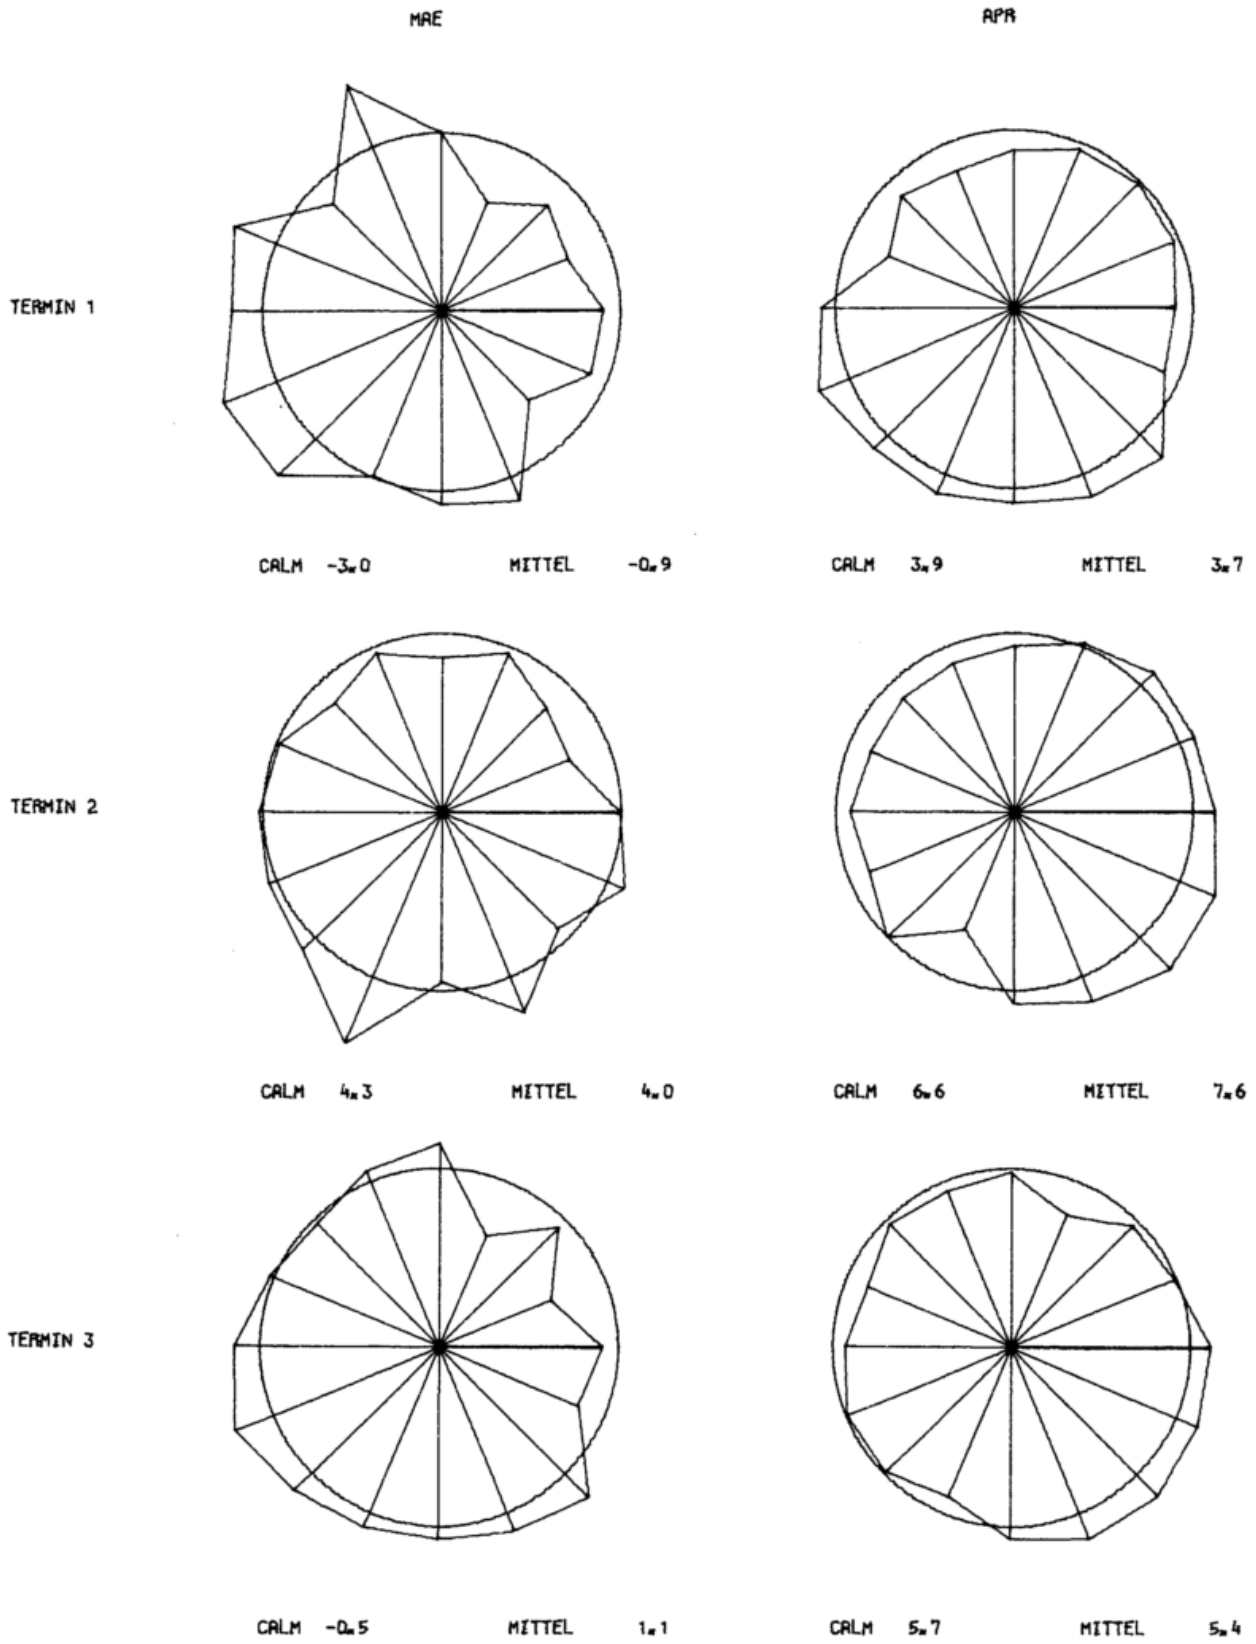 MAE APR
TERMIN 1
CALM -3.0 MITTEL -0.9 CALM 3.9 MITTEL 3.7
TERMIN 2
CALM 4.3 MITTEL 4.0 CALM 6.6 MITTEL 7.6
TERMIN 3
CALM -0.5 MITTEL 1.1 CALM 5.7 MITTEL 5.4